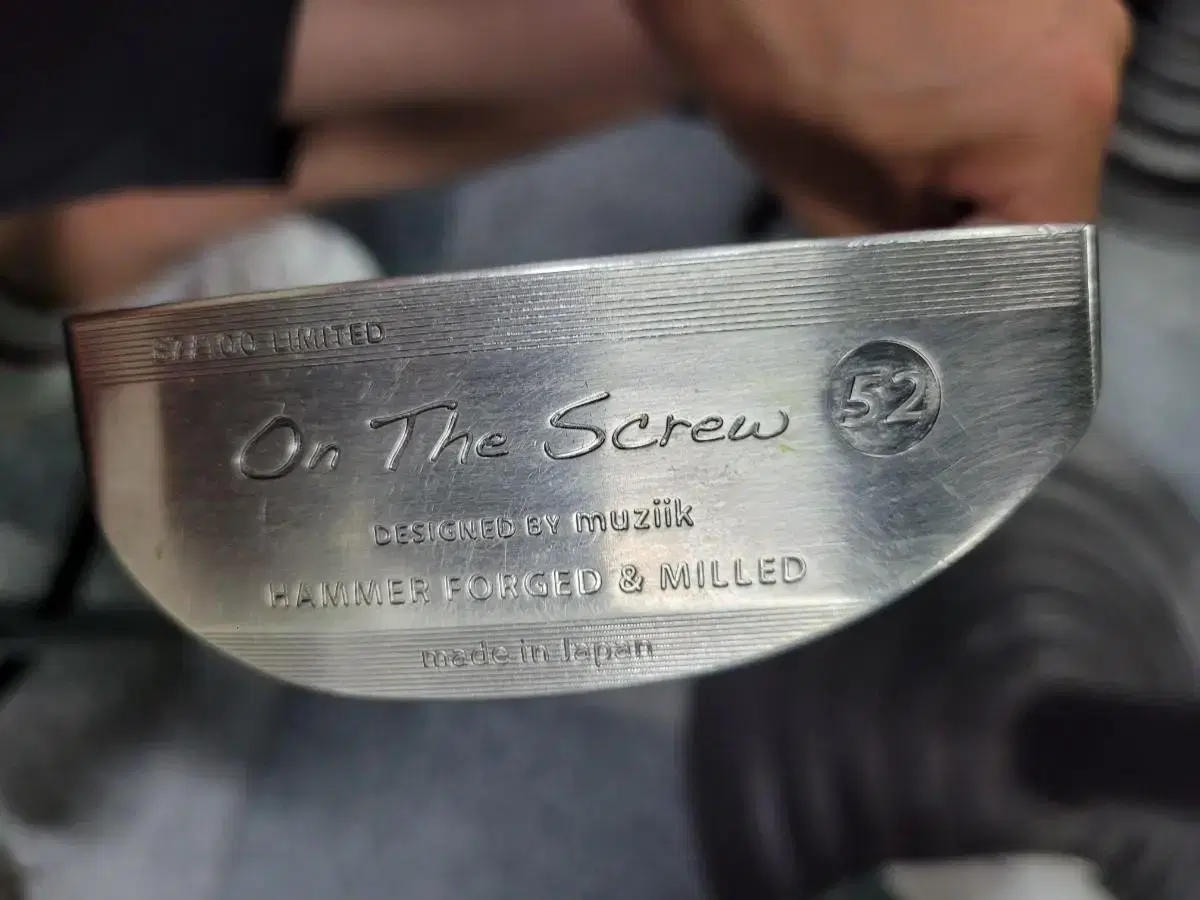 LIMITED
On The Screw 52
DESIGNED BY muziik
HAMMER FORGED & MILLED
made in Japan